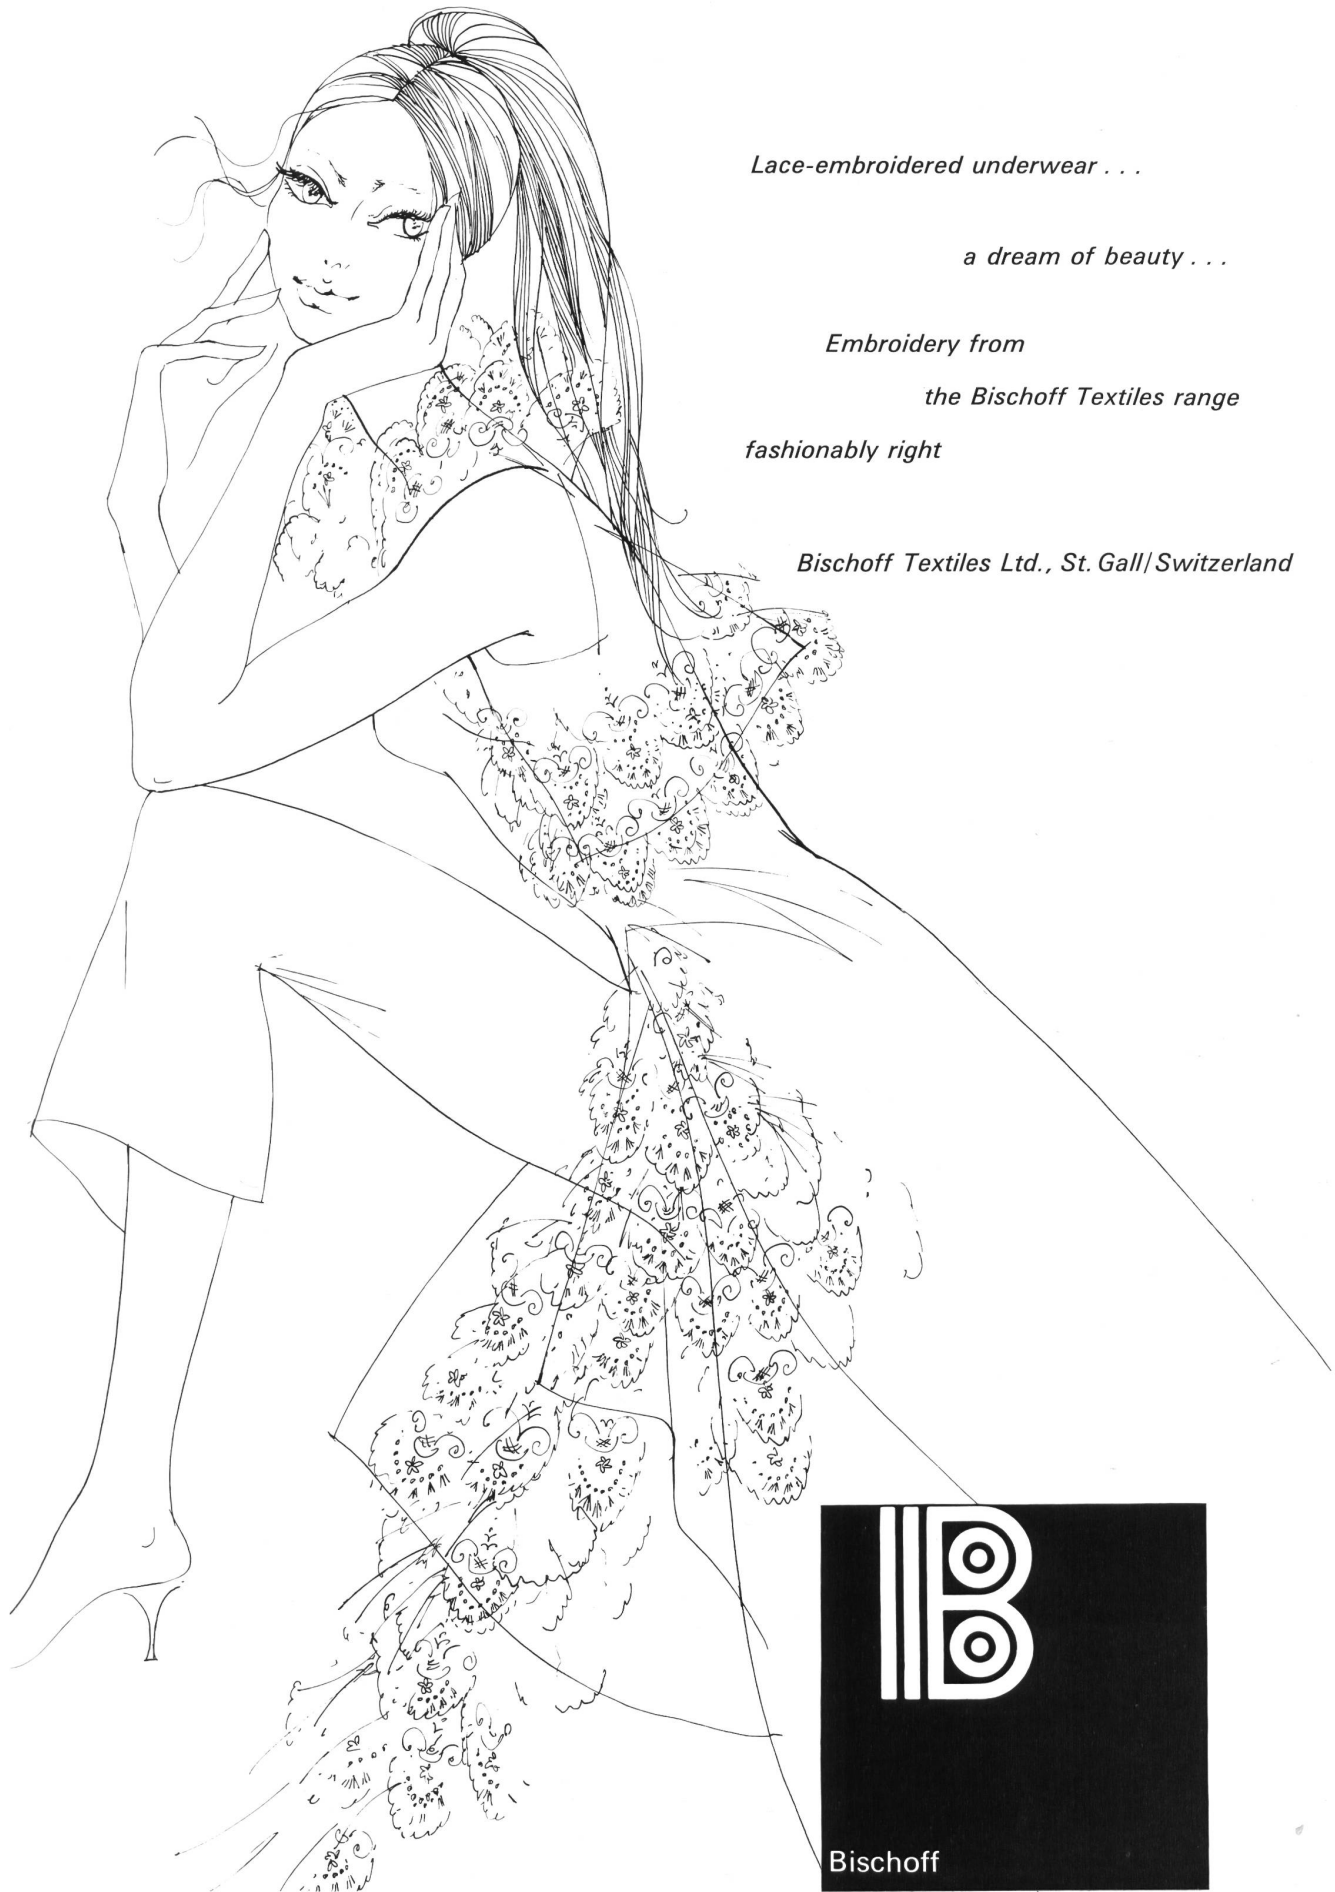 Lace-embroidered underwear . . .
a dream of beauty . . .
Embroidery from
the Bischoff Textiles range
fashionably right
Bischoff Textiles Ltd., St. Gall/Switzerland
B
Bischoff